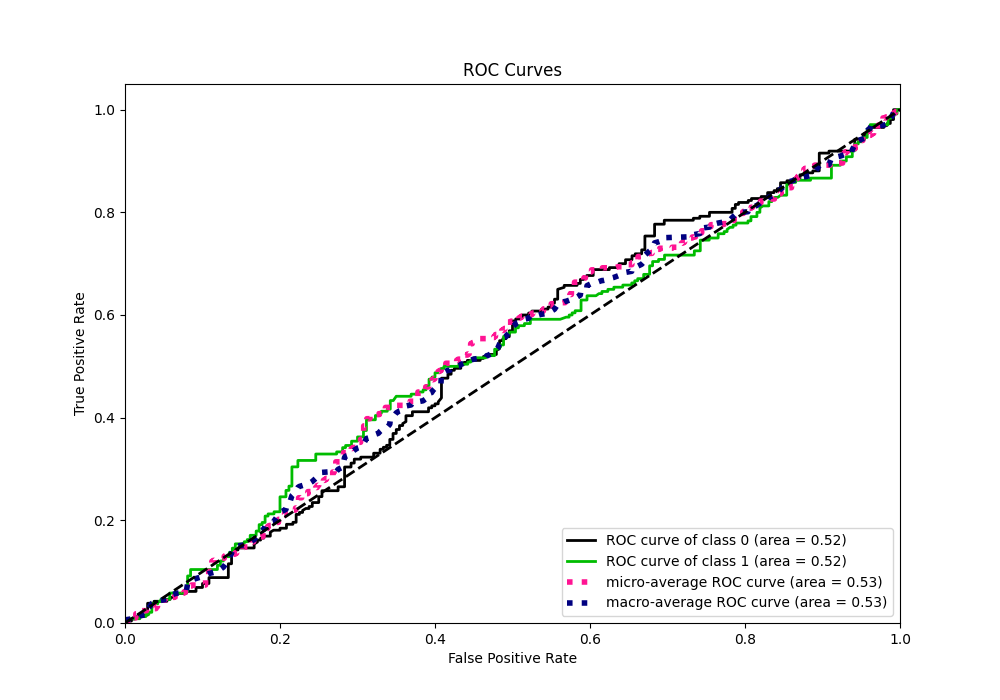 ROC Curves
True Positive Rate
1.0
0.8
0.6
0.4
0.2
0.0
ROC curve of class 0 (area = 0.52)
ROC curve of class 1 (area = 0.52)
micro-average ROC curve (area = 0.53)
macro-average ROC curve (area = 0.53)
0.0 0.2 0.4 0.6 0.8 1.0
False Positive Rate